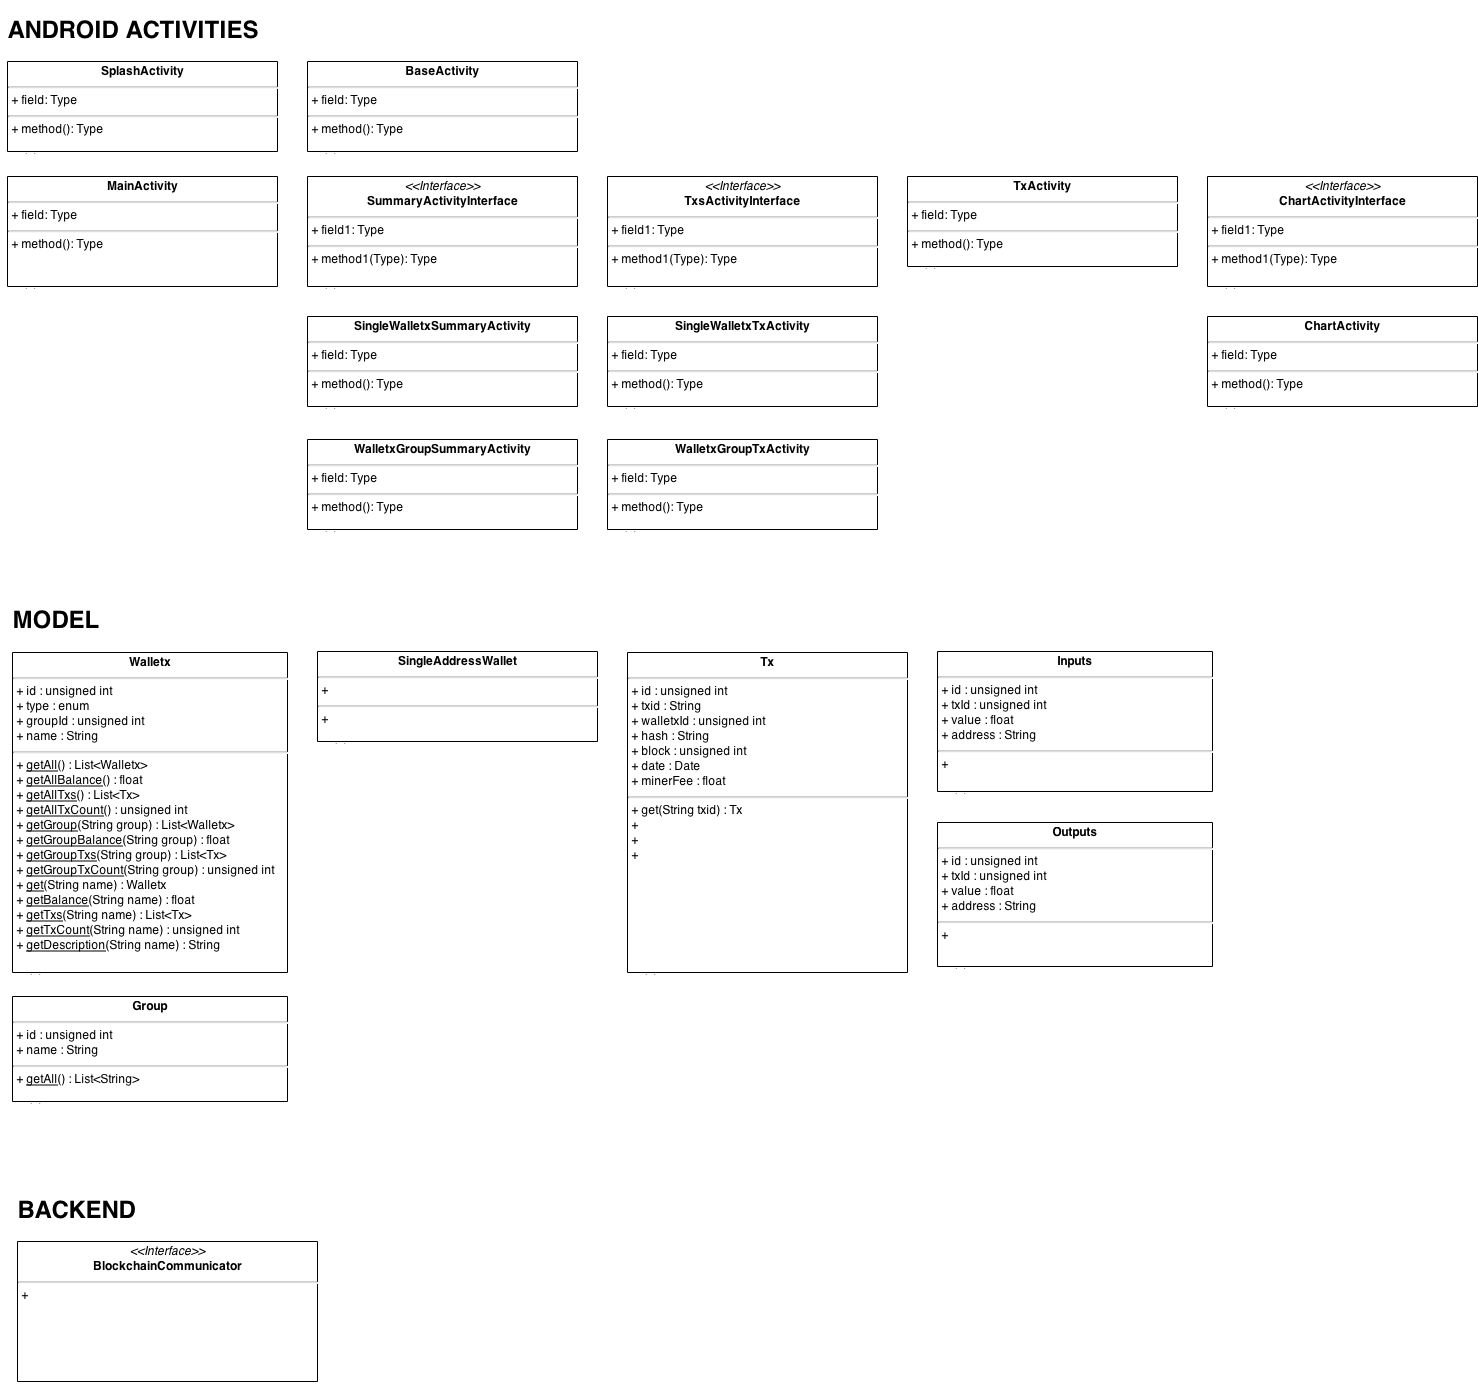 ANDROID ACTIVITIES
SplashActivity
+ field: Type
+ method(): Type
BaseActivity
+ field: Type
+ method(): Type
MainActivity
+ field: Type
+ method(): Type
<<Interface>>
SummaryActivityInterface
+ field1: Type
+ method1(Type): Type
<<Interface>>
TxsActivityInterface
+ field1: Type
+ method1(Type): Type
TxActivity
+ field: Type
+ method(): Type
<<Interface>>
ChartActivityInterface
+ field1: Type
+ method1(Type): Type
SingleWalletxSummaryActivity
+ field: Type
+ method(): Type
SingleWalletxTxActivity
+ field: Type
+ method(): Type
ChartActivity
+ field: Type
+ method(): Type
WalletxGroupSummaryActivity
+ field: Type
+ method(): Type
WalletxGroupTxActivity
+ field: Type
+ method(): Type
MODEL
Walletx
+ id : unsigned int
+ type : enum
+ groupId : unsigned int
+ name : String
+ getAll() : List<Walletx>
+ getAllBalance() : float
+ getAllTxs() : List<Tx>
+ getAllTxCount() : unsigned int
+ getGroup(String group) : List<Walletx>
+ getGroupBalance(String group) : float
+ getGroupTxs(String group) : List<Tx>
+ getGroupTxCount(String group) : unsigned int
+ get(String name) : Walletx
+ getBalance(String name) : float
+ getTxs(String name) : List<Tx>
+ getTxCount(String name) : unsigned int
+ getDescription(String name) : String
SingleAddressWallet
+
+
Tx
+ id : unsigned int
+ txid : String
+ walletxId : unsigned int
+ hash : String
+ block : unsigned int
+ date : Date
+ minerFee : float
+ get(String txid) : Tx
+
+
+
Inputs
+ id : unsigned int
+ txId : unsigned int
+ value : float
+ address : String
+
Outputs
+ id : unsigned int
+ txId : unsigned int
+ value : float
+ address : String
+
Group
+ id : unsigned int
+ name : String
+ getAll() : List<String>
BACKEND
<<Interface>>
BlockchainCommunicator
+